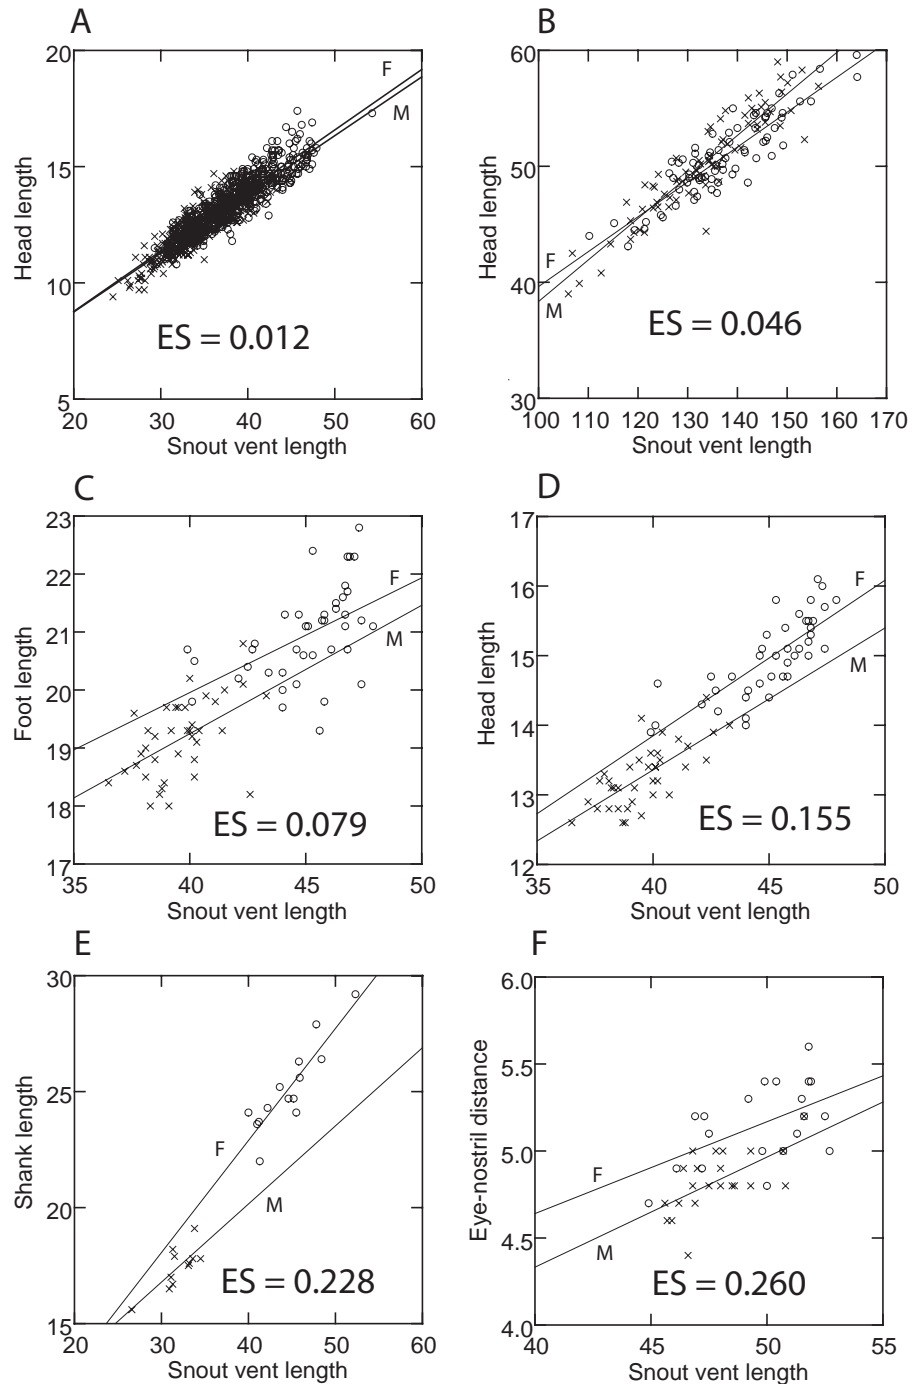 A
20
15
10
5
Head length
F
M
ES = 0.012
20 30 40 50 60
Snout vent length
B
60
50
40
30
Head length
F
M
ES = 0.046
100 110 120 130 140 150 160 170
Snout vent length
C
23
22
21
20
19
18
17
Foot length
F
M
ES = 0.079
35 40 45 50
Snout vent length
D
17
16
15
14
13
12
Head length
F
M
ES = 0.155
35 40 45 50
Snout vent length
E
30
25
20
15
Shank length
F
M
ES = 0.228
20 30 40 50 60
Snout vent length
F
6.0
5.5
5.0
4.5
4.0
Eye-nostril distance
F
M
ES = 0.260
40 45 50 55
Snout vent length